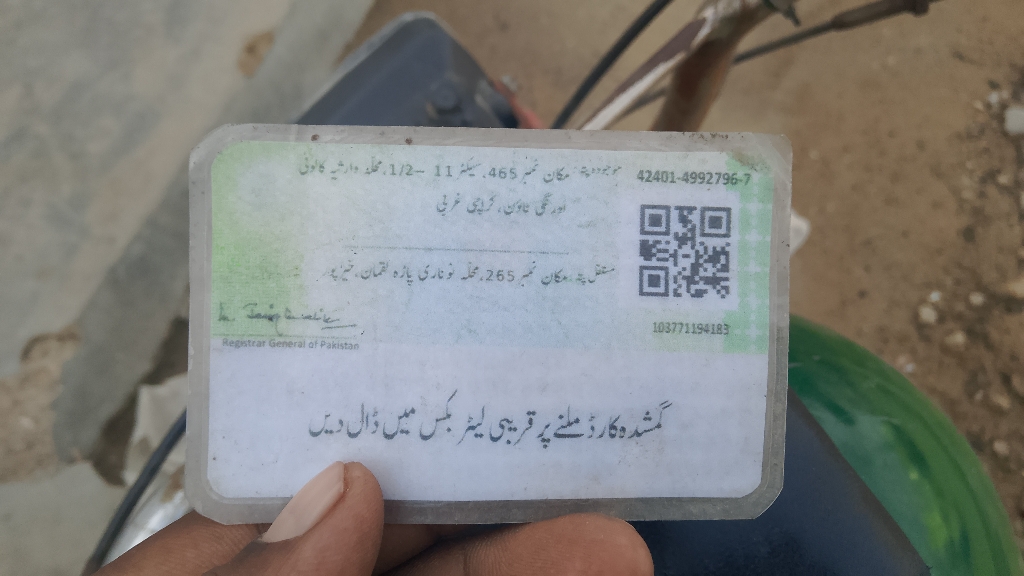 موجودہ پتہ: مکان نمبر 465، سیکٹر 11 -1/2، محلہ وارثیہ کالونی
42401-4992796-7
اورنگی ٹاون، کراچی غربی
مستقل پتہ: مکان نمبر 265، محلہ نوناری پاڑہ لقمان، خیرپور
103771194183
Registrar General of Pakistan
گمشدہ کارڈ ملنے پر قریبی لیٹر بکس میں ڈال دیں